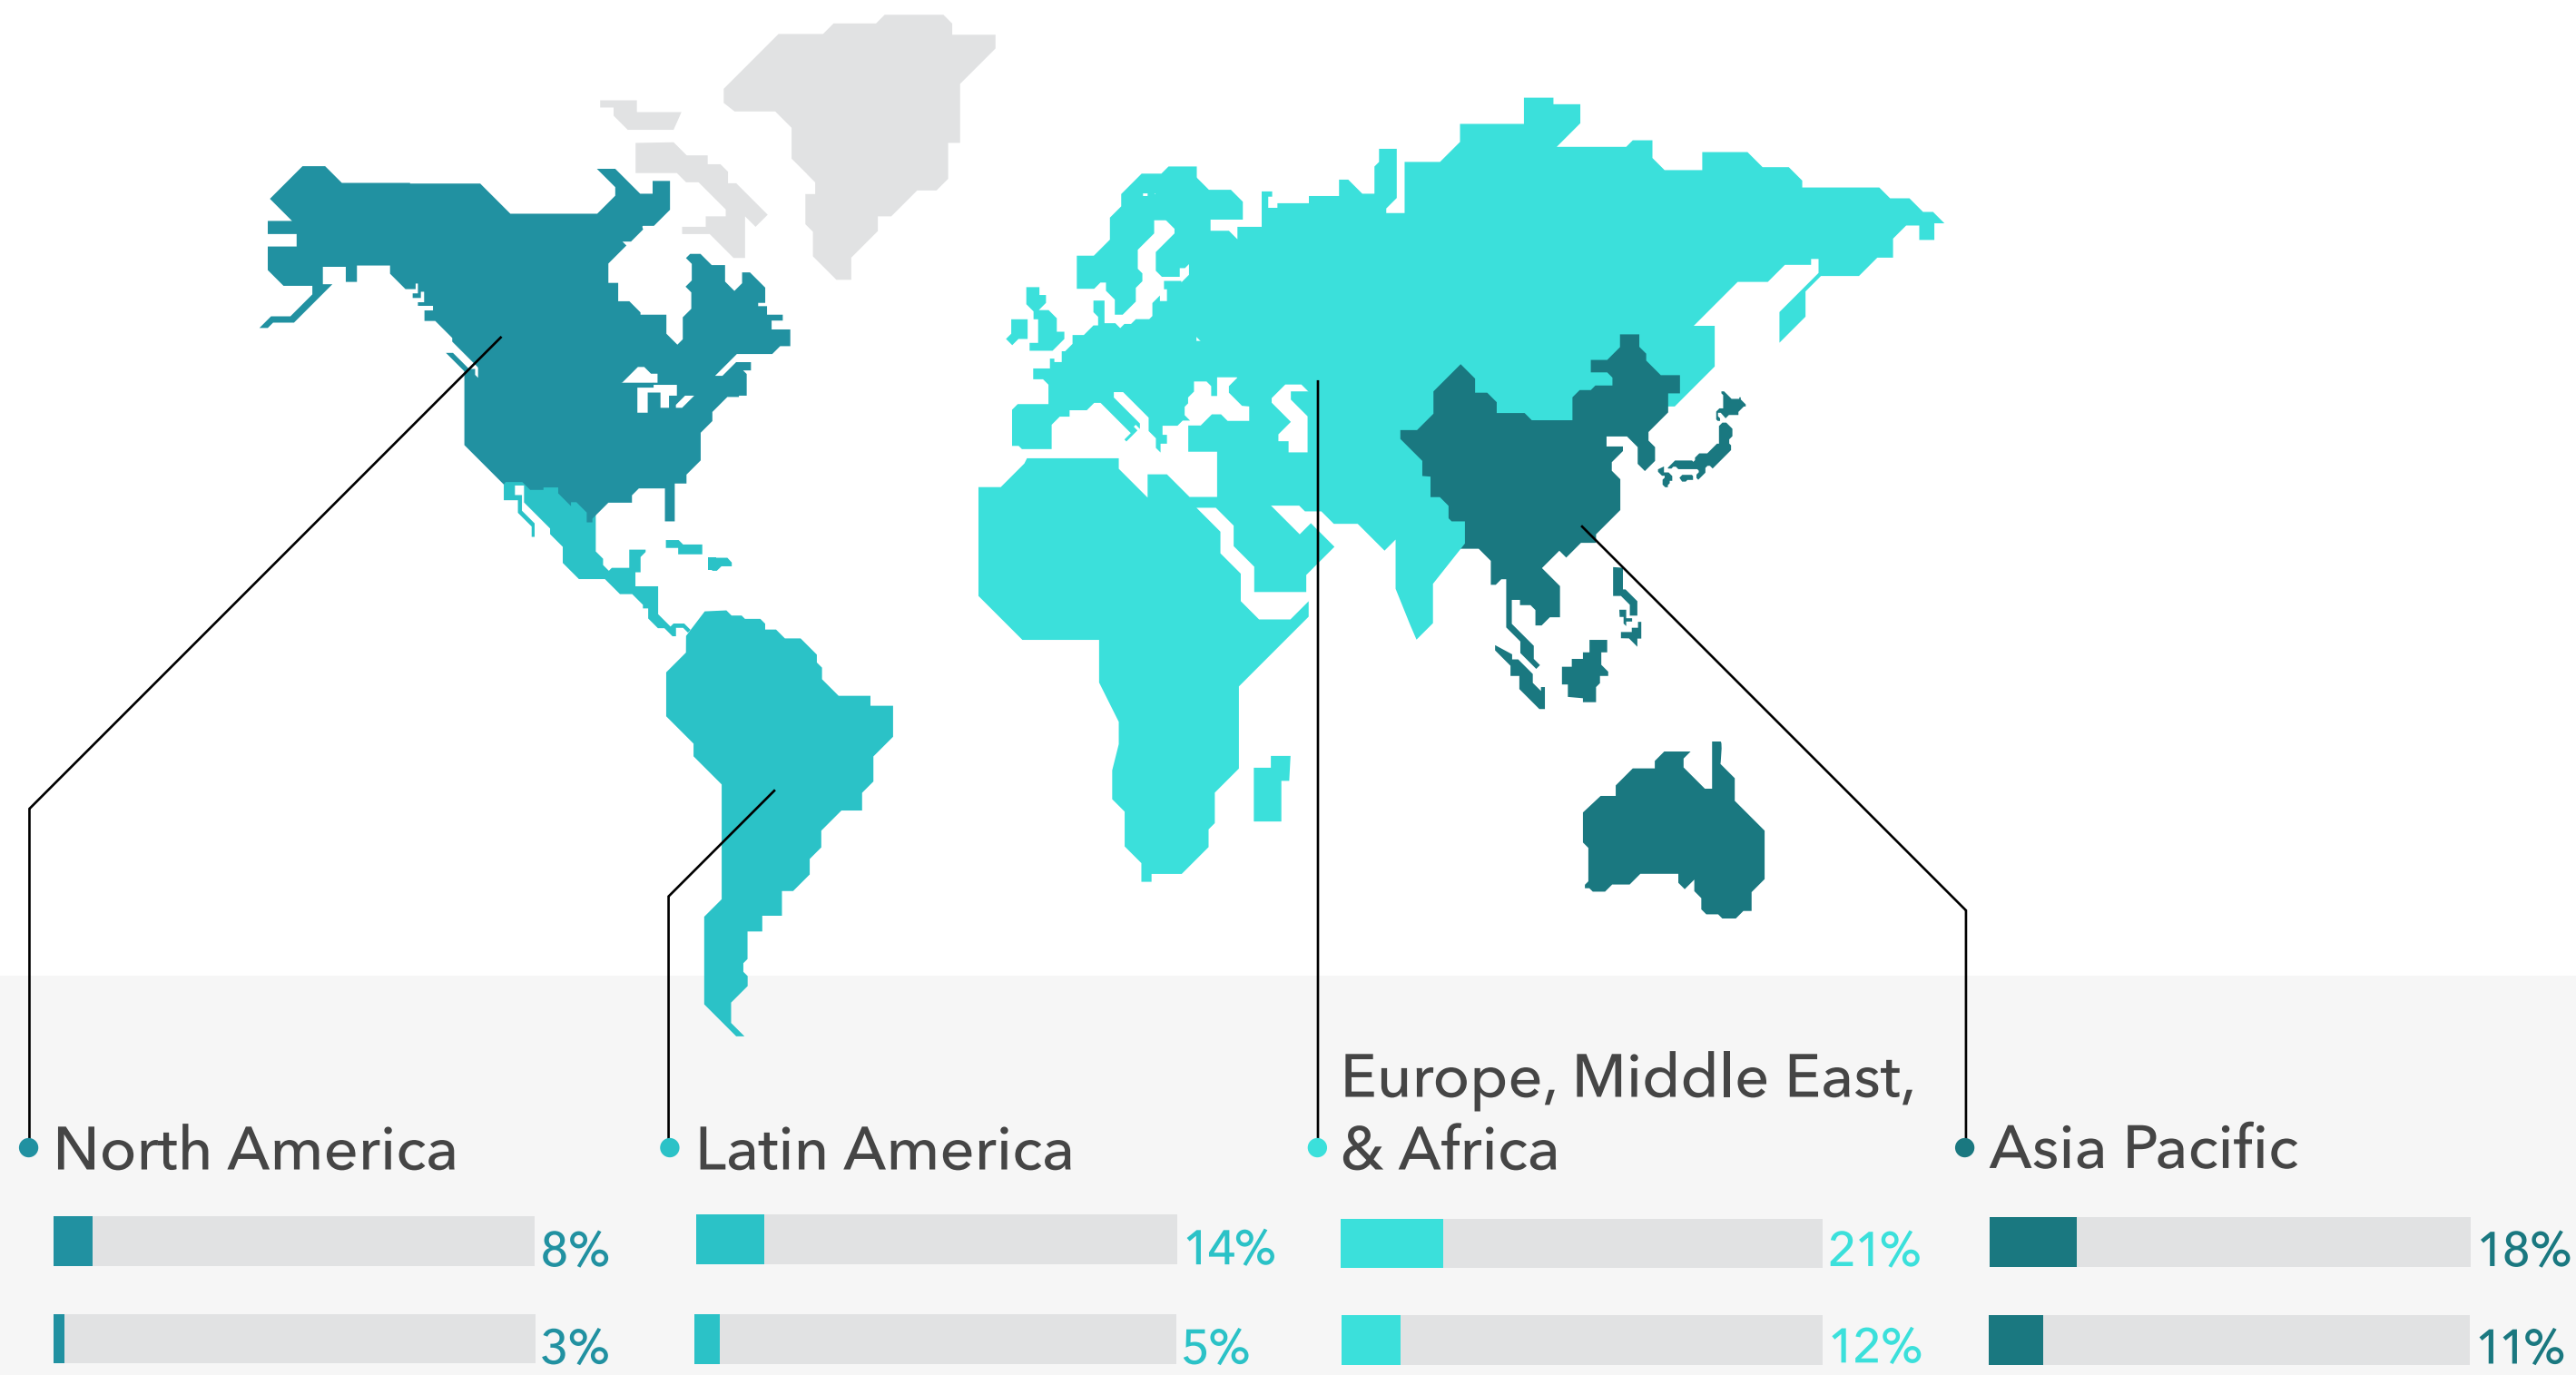 North America
8%
3%
Latin America
14%
5%
Europe, Middle East,
& Africa
21%
12%
Asia Pacific
18%
11%